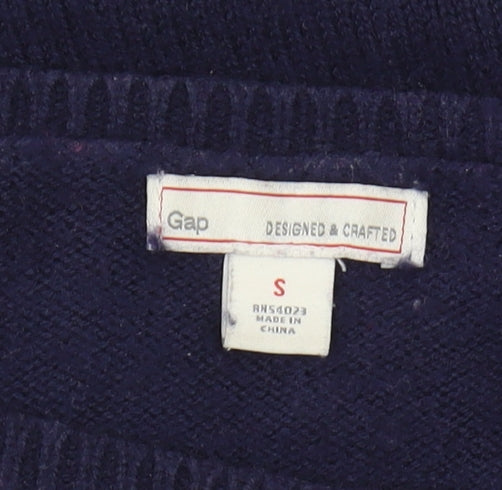 Gap DESIGNED & CRAFTED
S
RN54023
MADE IN
CHINA